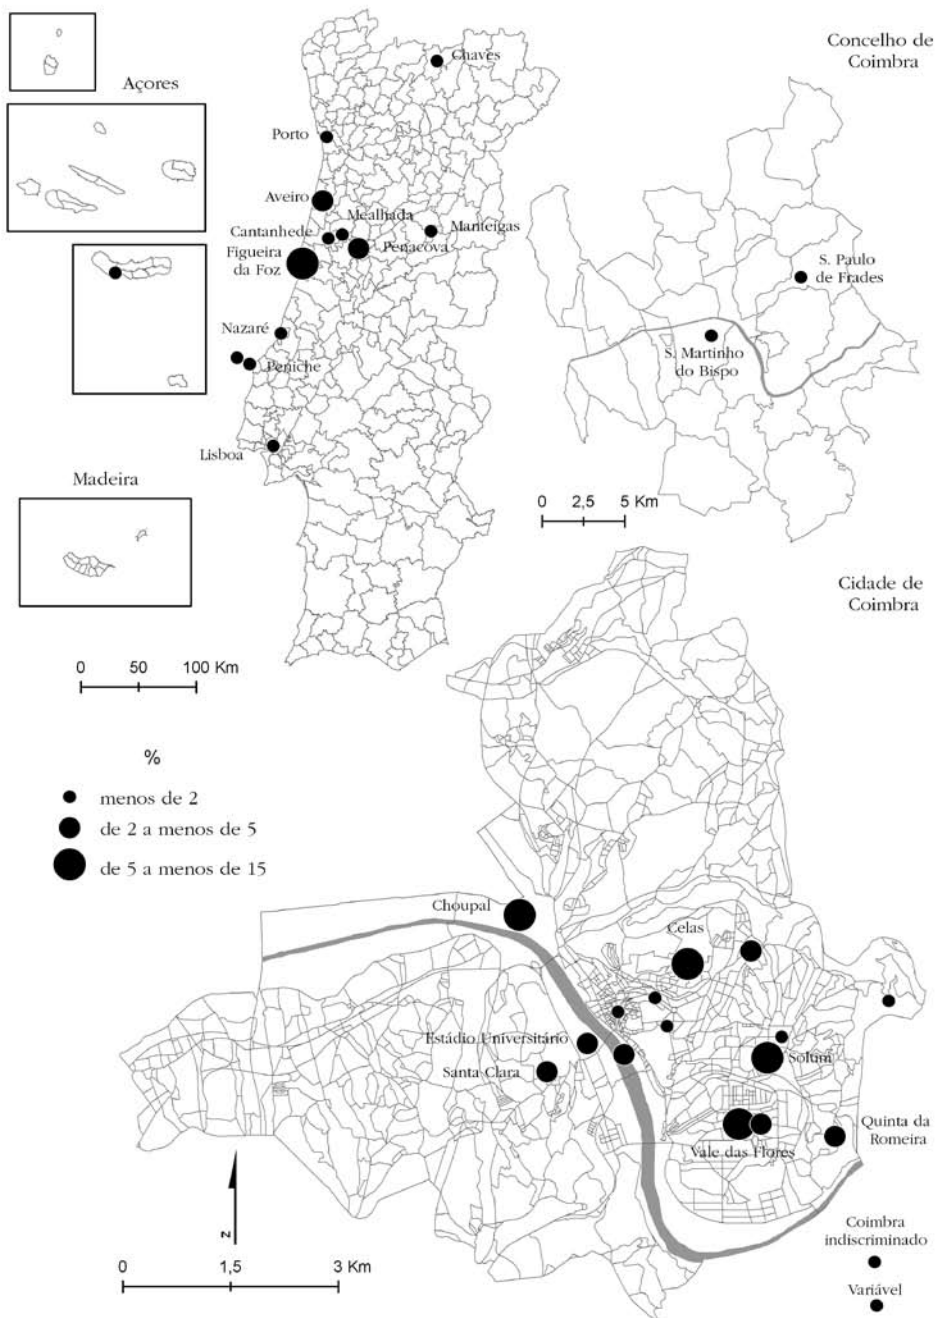 Concelho de
Coimbra
Açores
Chaves
Porto
Aveiro
Mealhada
Cantanhede
Manteigas
Penacova
Figueira
da Foz
S. Paulo
de Frades
Nazaré
S. Martinho
do Bispo
Peniche
Lisboa
Madeira
0 2,5 5 Km
Cidade de
Coimbra
0 50 100 Km
%
menos de 2
de 2 a menos de 5
de 5 a menos de 15
Choupal
Celas
Estádio Universitário
Santa Clara
Solum
Quinta da
Romeira
Vale das Flores
Coimbra
indiscriminado
Variável
N
0 1,5 3 Km